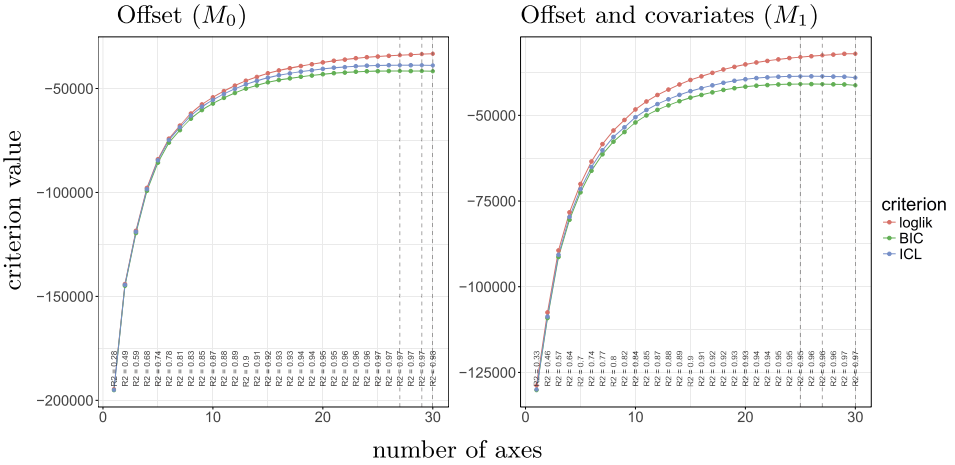 Offset (M₀)
−50000
−100000
−150000
−200000
R2 = 0.28
R2 = 0.49
R2 = 0.59
R2 = 0.68
R2 = 0.74
R2 = 0.78
R2 = 0.81
R2 = 0.83
R2 = 0.85
R2 = 0.87
R2 = 0.88
R2 = 0.89
R2 = 0.9
R2 = 0.91
R2 = 0.92
R2 = 0.93
R2 = 0.93
R2 = 0.94
R2 = 0.94
R2 = 0.95
R2 = 0.95
R2 = 0.96
R2 = 0.96
R2 = 0.96
R2 = 0.97
R2 = 0.97
R2 = 0.97
R2 = 0.97
R2 = 0.97
0
10
20
30
Offset and covariates (M₁)
−50000
−75000
−100000
−125000
R2 = 0.33
R2 = 0.46
R2 = 0.57
R2 = 0.64
R2 = 0.7
R2 = 0.74
R2 = 0.77
R2 = 0.8
R2 = 0.82
R2 = 0.84
R2 = 0.87
R2 = 0.88
R2 = 0.89
R2 = 0.9
R2 = 0.91
R2 = 0.92
R2 = 0.92
R2 = 0.93
R2 = 0.93
R2 = 0.94
R2 = 0.94
R2 = 0.95
R2 = 0.95
R2 = 0.95
R2 = 0.96
R2 = 0.96
R2 = 0.96
R2 = 0.97
R2 = 0.97
0
10
20
30
criterion value
number of axes
criterion
loglik
BIC
ICL